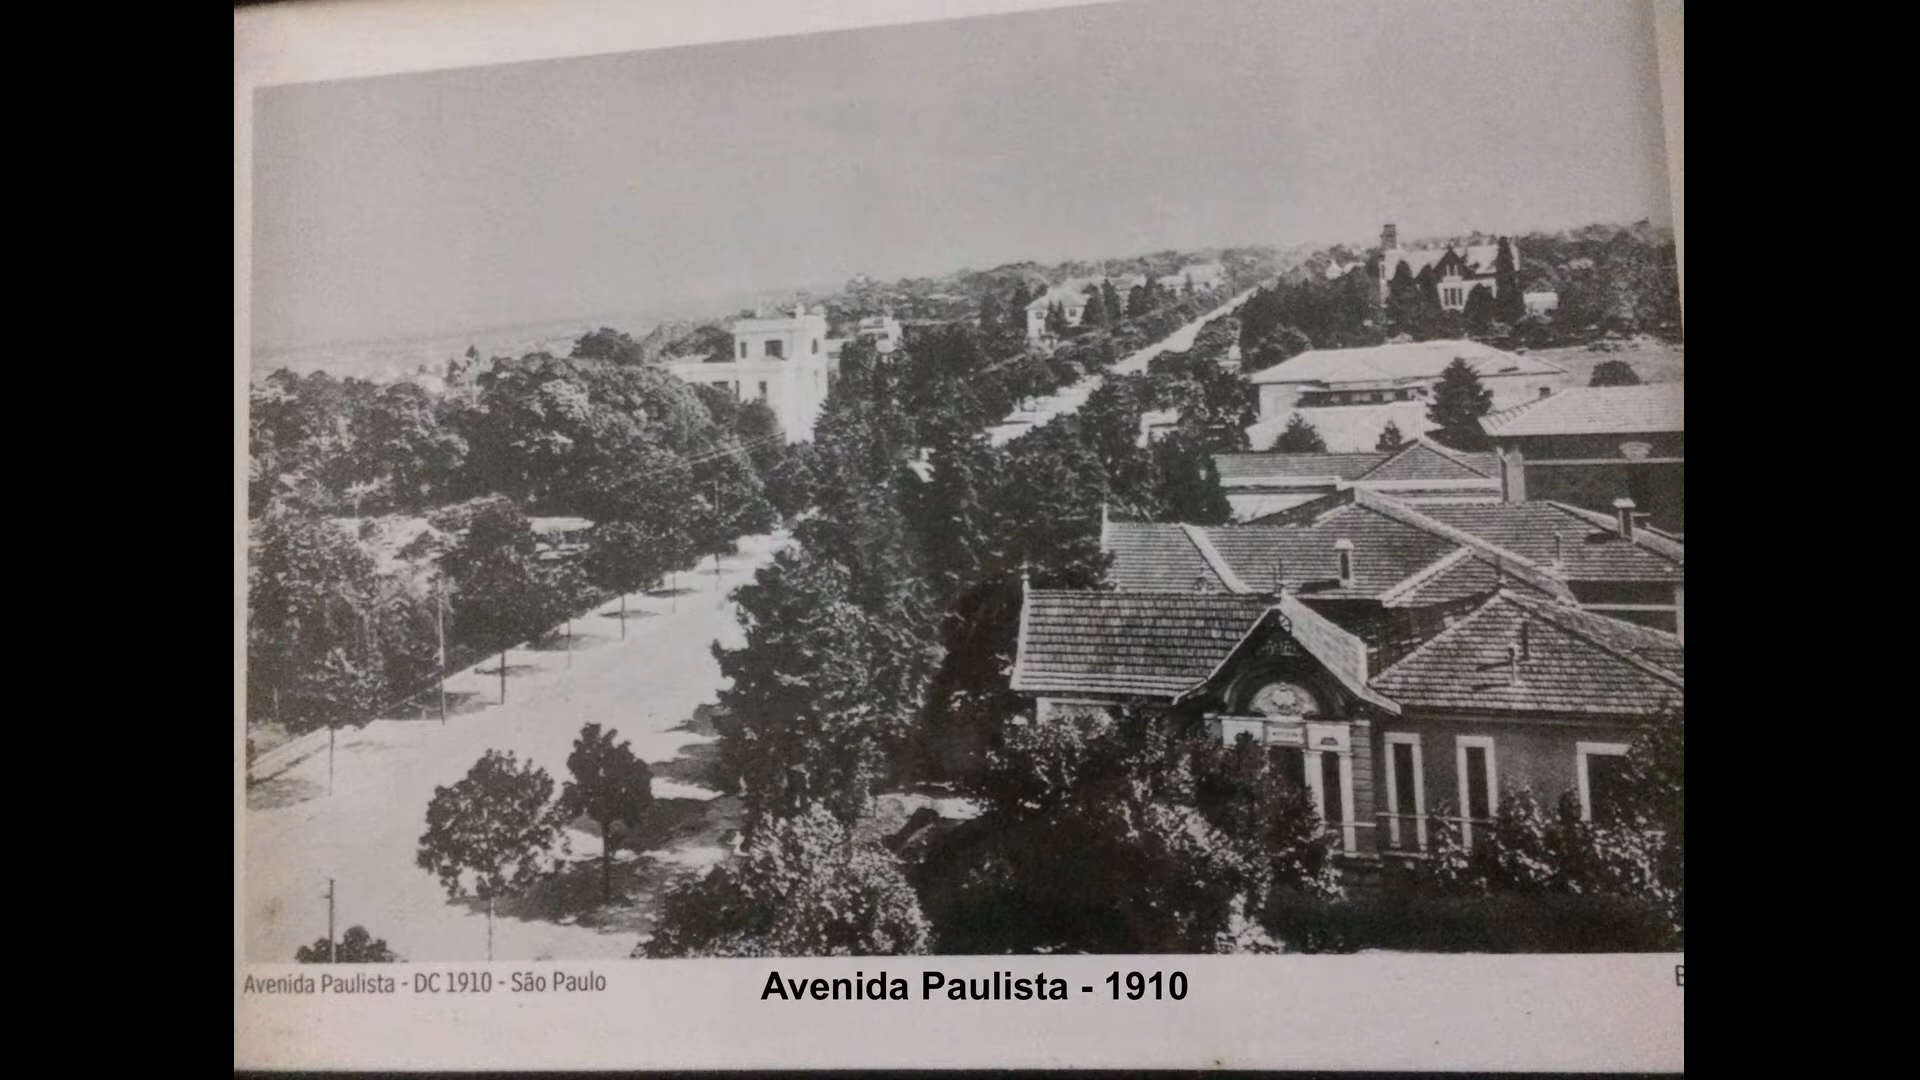 Avenida Paulista - DC 1910 - São Paulo
Avenida Paulista - 1910